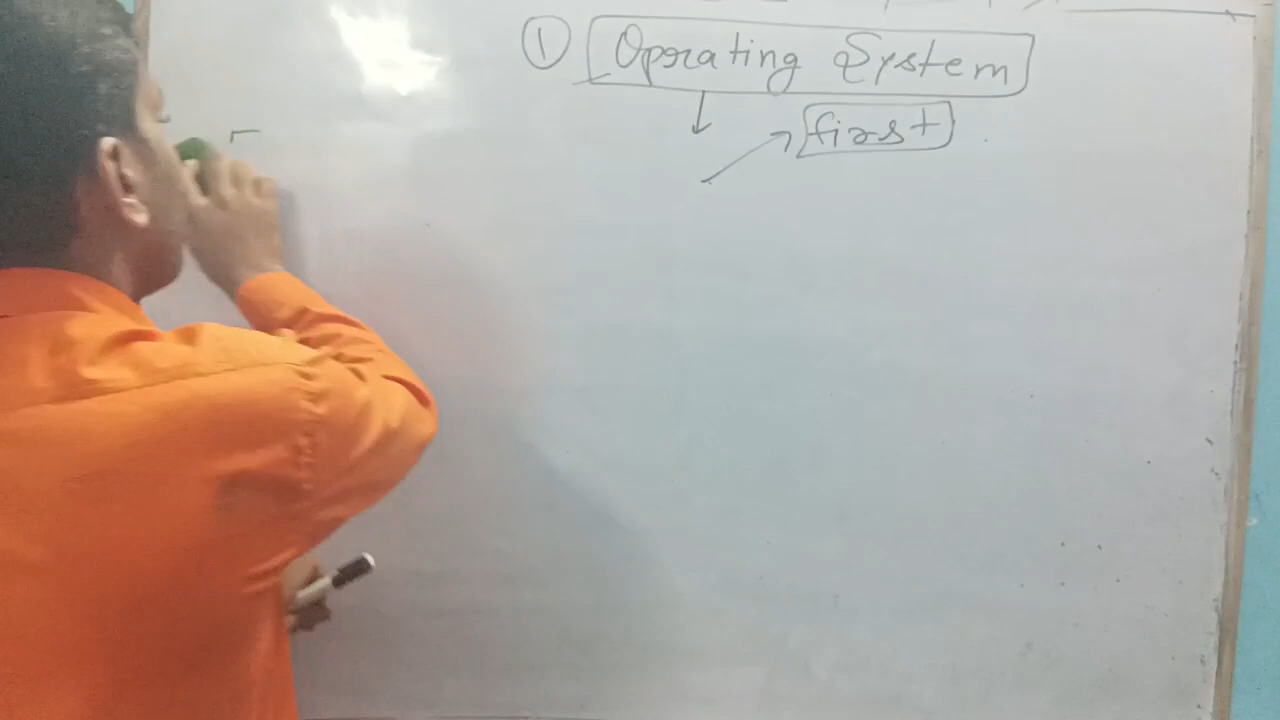 ① Operating System
first